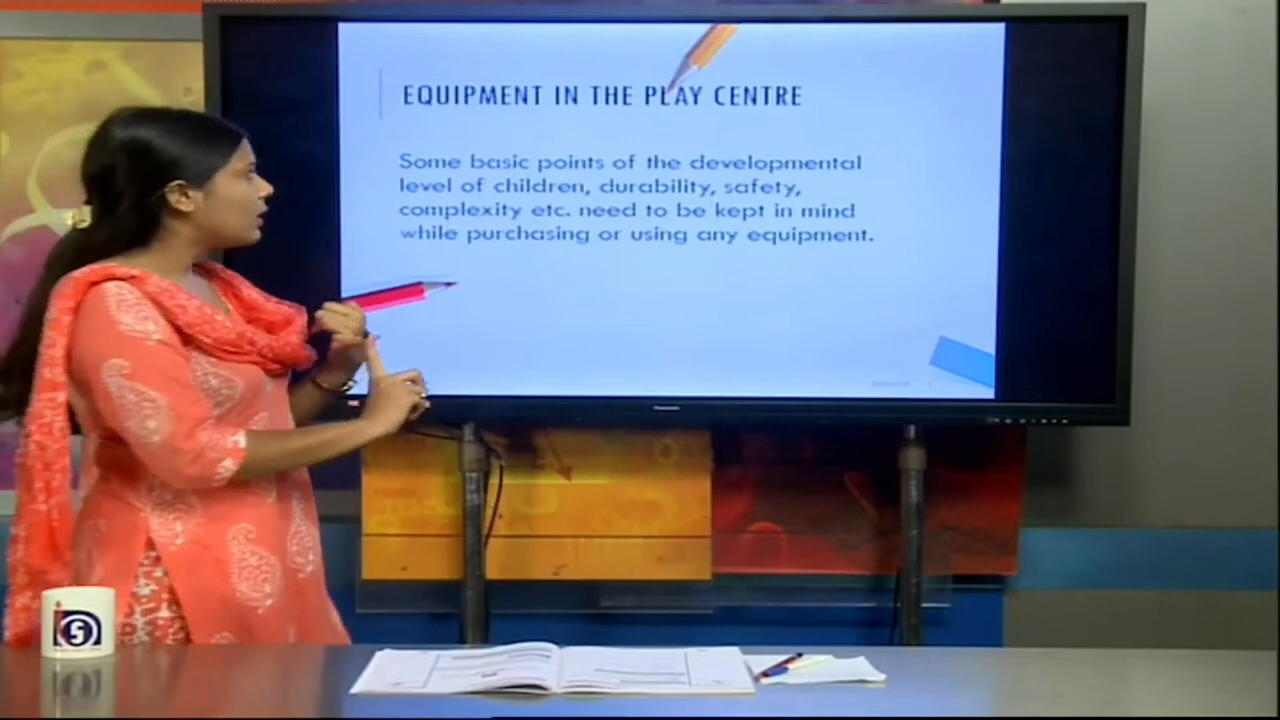 EQUIPMENT IN THE PLAY CENTRE
Some basic points of the developmental
level of children, durability, safety,
complexity etc. need to be kept in mind
while purchasing or using any equipment.